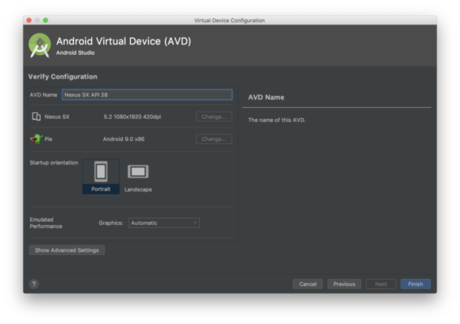 Virtual Device Configuration
Android Virtual Device (AVD)
Android Studio
Verify Configuration
AVD Name Nexus 5X API 28
AVD Name
Nexus 5X 5.2 1080x1920 420dpi Change...
The name of this AVD.
Pie Android 9.0 x86 Change...
Startup orientation
Portrait
Landscape
Emulated
Performance
Graphics: Automatic
Show Advanced Settings
? Cancel Previous Next Finish